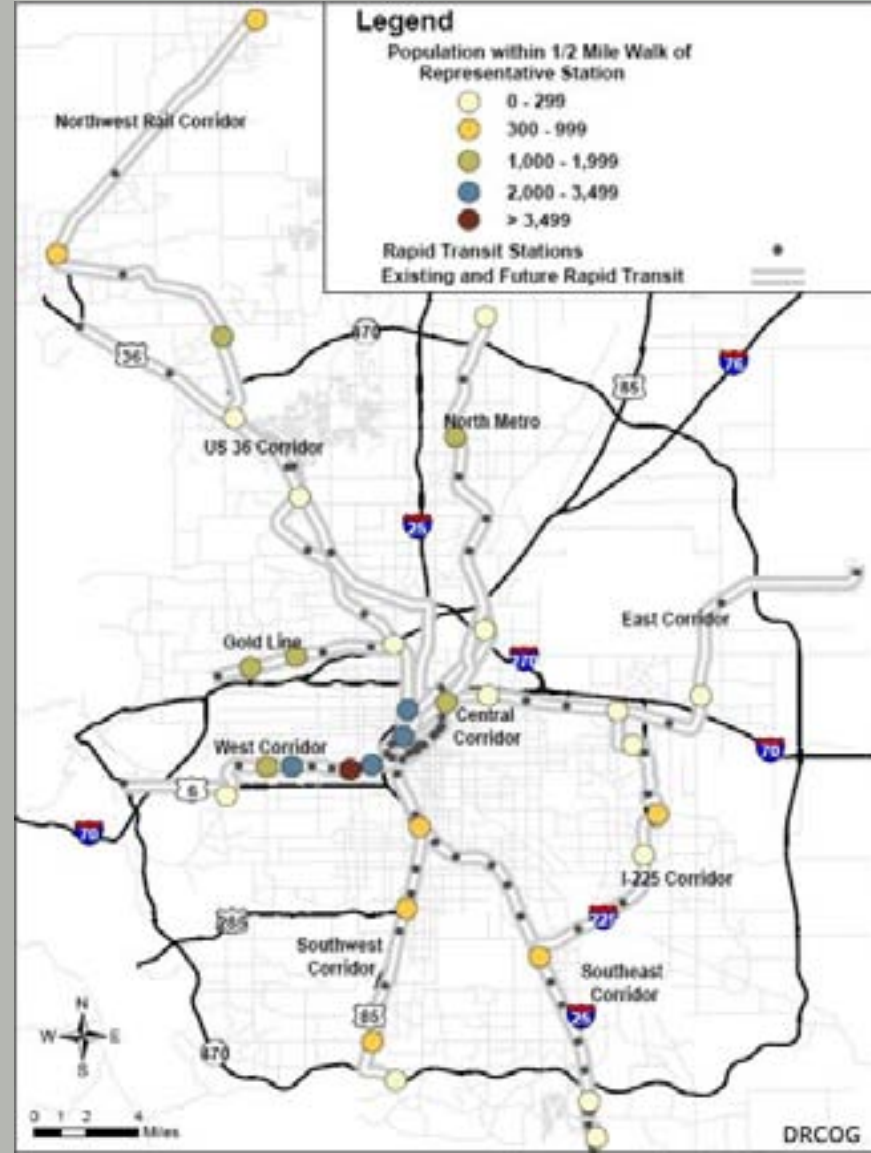 Legend
Population within 1/2 Mile Walk of
Representative Station
0 - 299
300 - 999
1,000 - 1,999
2,000 - 3,499
> 3,499
Rapid Transit Stations
Existing and Future Rapid Transit
Northwest Rail Corridor
470
36
76
85
North Metro
US 36 Corridor
25
East Corridor
Gold Line
270
Central
Corridor
West Corridor
70
6
70
I-225 Corridor
225
285
Southwest
Corridor
Southeast
Corridor
85
25
N
W E
S
470
0 1 2 4
Miles
DRCOG